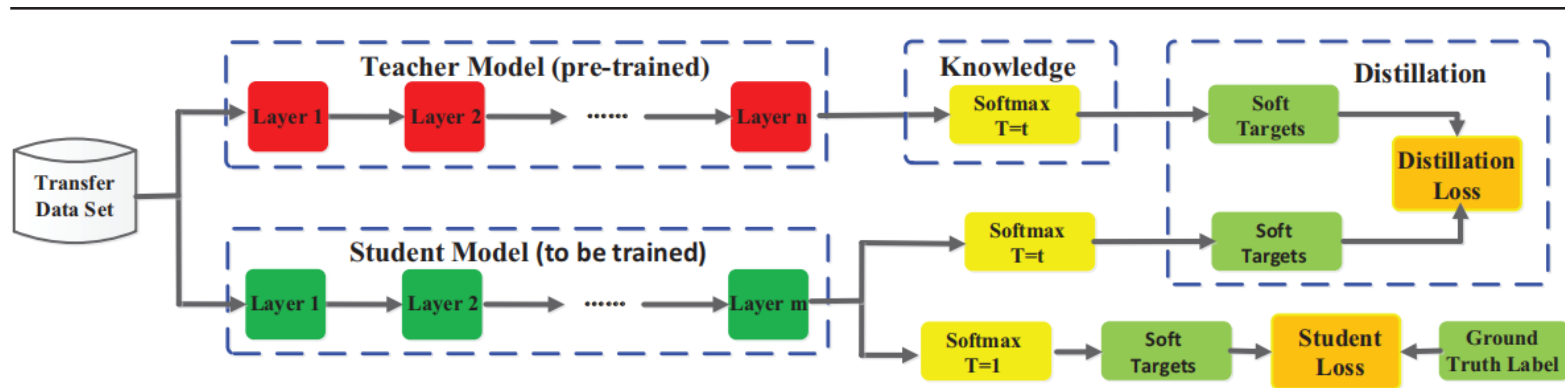 Teacher Model (pre-trained)
Layer 1
Layer 2
......
Layer n
Knowledge
Softmax
T=t
Distillation
Soft
Targets
Distillation
Loss
Transfer
Data Set
Student Model (to be trained)
Layer 1
Layer 2
......
Layer m
Softmax
T=t
Soft
Targets
Softmax
T=1
Soft
Targets
Student
Loss
Ground
Truth Label